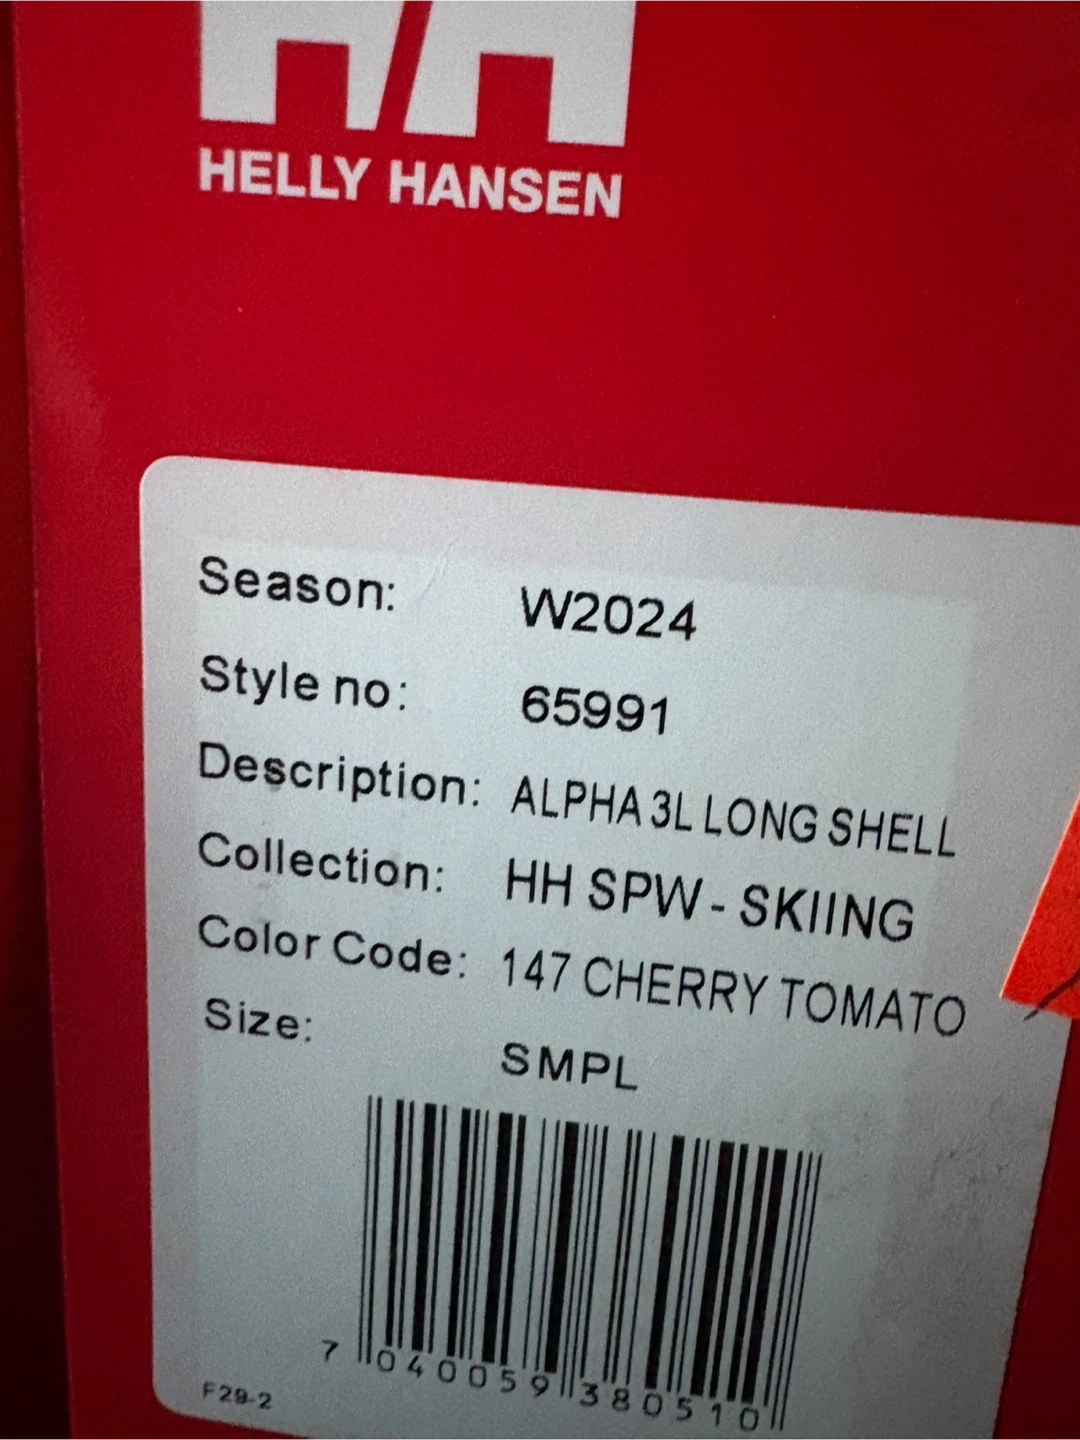 HH
HELLY HANSEN
Season: W2024
Style no: 65991
Description: ALPHA 3L LONG SHELL
Collection: HH SPW - SKIING
Color Code: 147 CHERRY TOMATO
Size: SMPL
7 040059 380510
F29-2